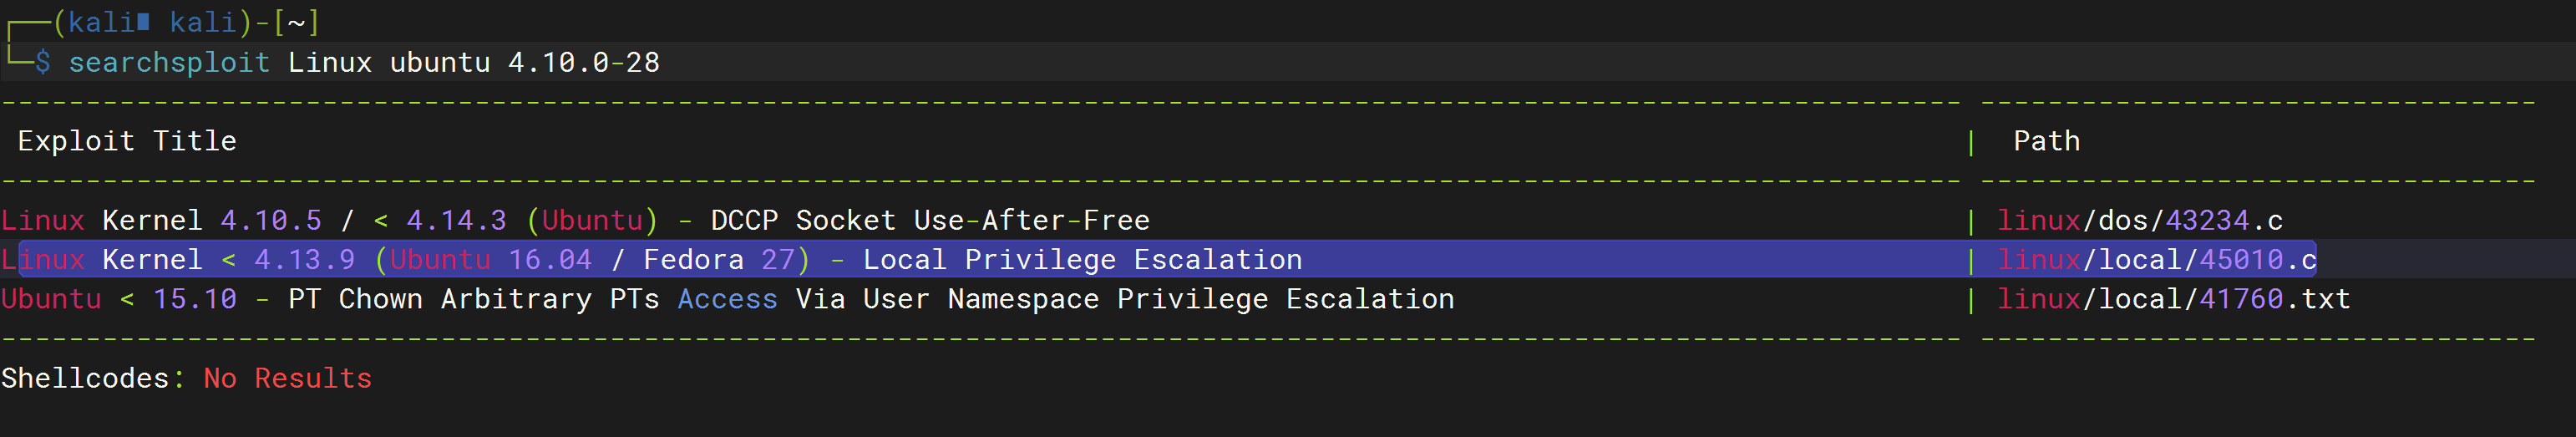 ┌──(kali∎ kali)-[~]
└─$ searchsploit Linux ubuntu 4.10.0-28
Exploit Title | Path
Linux Kernel 4.10.5 / < 4.14.3 (Ubuntu) - DCCP Socket Use-After-Free | linux/dos/43234.c
Linux Kernel < 4.13.9 (Ubuntu 16.04 / Fedora 27) - Local Privilege Escalation | linux/local/45010.c
Ubuntu < 15.10 - PT Chown Arbitrary PTs Access Via User Namespace Privilege Escalation | linux/local/41760.txt
Shellcodes: No Results